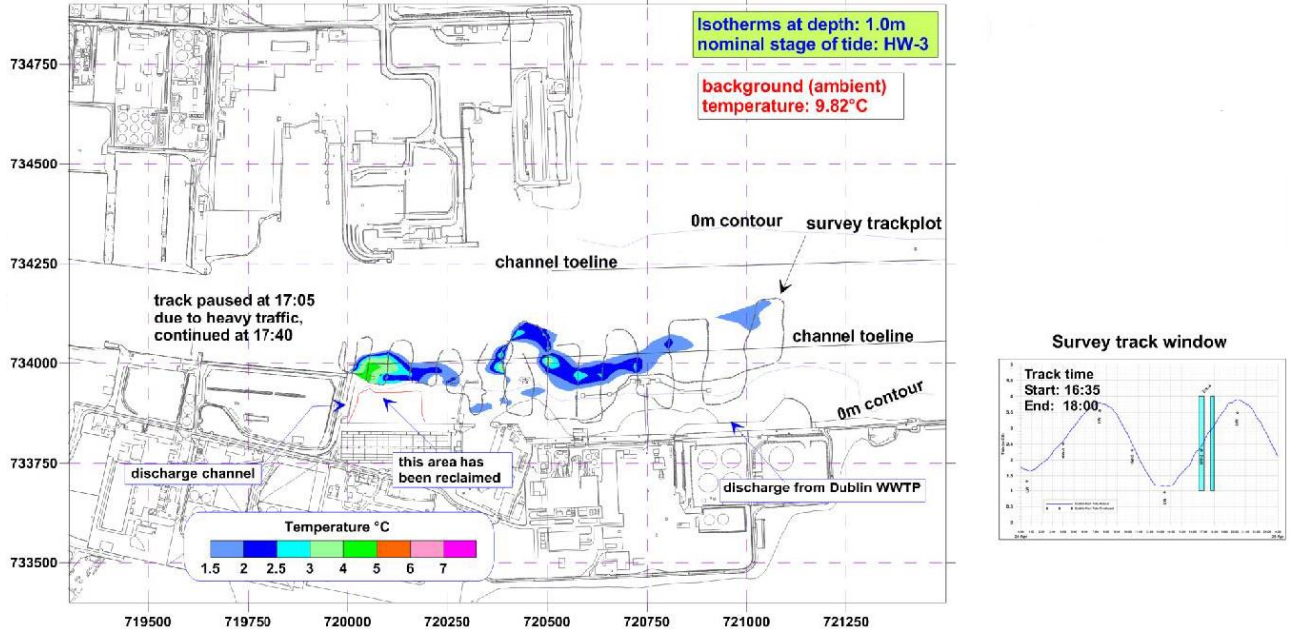 Isotherms at depth: 1.0m
nominal stage of tide: HW-3
background (ambient)
temperature: 9.82°C
734750
734500
734250
734000
733750
733500
0m contour
survey trackplot
channel toeline
track paused at 17:05
due to heavy traffic,
continued at 17:40
channel toeline
0m contour
discharge channel
this area has
been reclaimed
discharge from Dublin WWTP
Temperature °C
1.5 2 2.5 3 4 5 6 7
719500 719750 720000 720250 720500 720750 721000 721250
Survey track window
Track time
Start: 16:35
End: 18:00